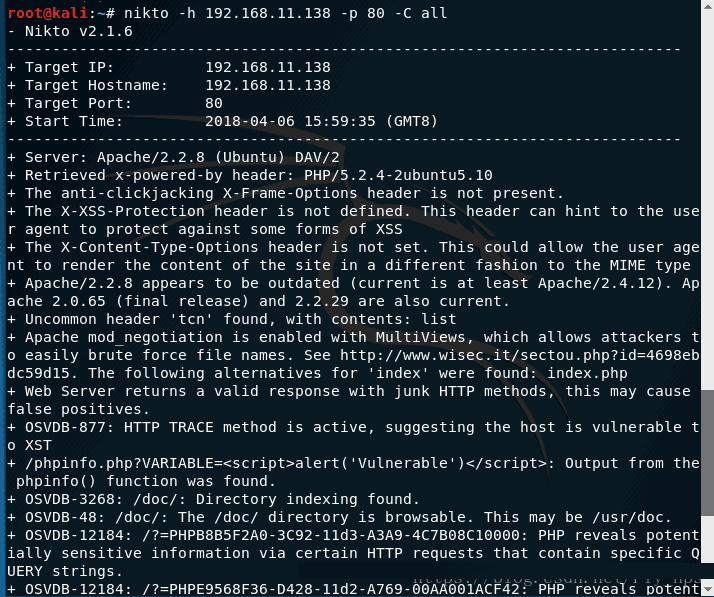 root@kali:~# nikto -h 192.168.11.138 -p 80 -C all
- Nikto v2.1.6
---------------------------------------------------------------------------
+ Target IP:          192.168.11.138
+ Target Hostname:    192.168.11.138
+ Target Port:        80
+ Start Time:         2018-04-06 15:59:35 (GMT8)
---------------------------------------------------------------------------
+ Server: Apache/2.2.8 (Ubuntu) DAV/2
+ Retrieved x-powered-by header: PHP/5.2.4-2ubuntu5.10
+ The anti-clickjacking X-Frame-Options header is not present.
+ The X-XSS-Protection header is not defined. This header can hint to the use
r agent to protect against some forms of XSS
+ The X-Content-Type-Options header is not set. This could allow the user age
nt to render the content of the site in a different fashion to the MIME type
+ Apache/2.2.8 appears to be outdated (current is at least Apache/2.4.12). Ap
ache 2.0.65 (final release) and 2.2.29 are also current.
+ Uncommon header 'tcn' found, with contents: list
+ Apache mod_negotiation is enabled with MultiViews, which allows attackers t
o easily brute force file names. See http://www.wisec.it/sectou.php?id=4698eb
dc59d15. The following alternatives for 'index' were found: index.php
+ Web Server returns a valid response with junk HTTP methods, this may cause
false positives.
+ OSVDB-877: HTTP TRACE method is active, suggesting the host is vulnerable t
o XST
+ /phpinfo.php?VARIABLE=<script>alert('Vulnerable')</script>: Output from the
 phpinfo() function was found.
+ OSVDB-3268: /doc/: Directory indexing found.
+ OSVDB-48: /doc/: The /doc/ directory is browsable. This may be /usr/doc.
+ OSVDB-12184: /?=PHPB8B5F2A0-3C92-11d3-A3A9-4C7B08C10000: PHP reveals potent
ially sensitive information via certain HTTP requests that contain specific Q
UERY strings.
+ OSVDB-12184: /?=PHPE9568F36-D428-11d2-A769-00AA001ACF42: PHP reveals potent